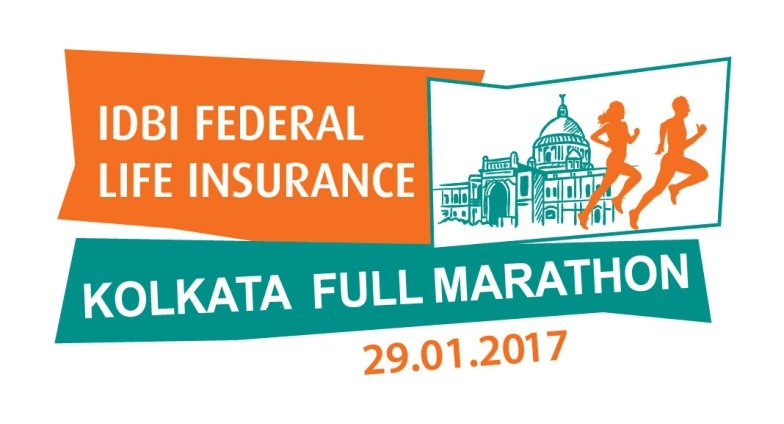 IDBI FEDERAL
LIFE INSURANCE
KOLKATA FULL MARATHON
29.01.2017